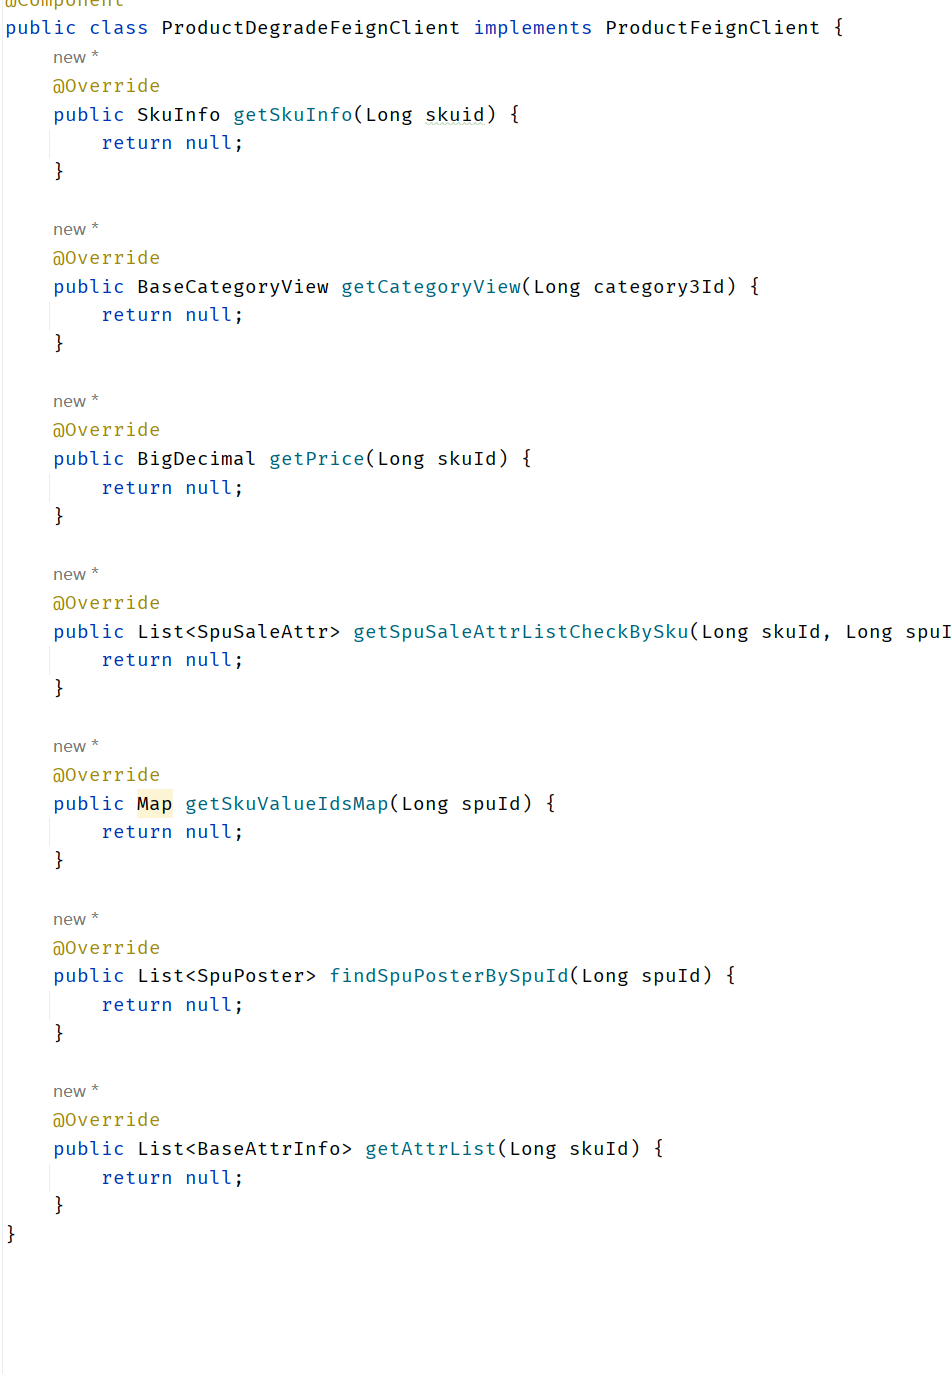 @Component
public class ProductDegradeFeignClient implements ProductFeignClient {
new *
@Override
public SkuInfo getSkuInfo(Long skuid) {
return null;
}
new *
@Override
public BaseCategoryView getCategoryView(Long category3Id) {
return null;
}
new *
@Override
public BigDecimal getPrice(Long skuId) {
return null;
}
new *
@Override
public List<SpuSaleAttr> getSpuSaleAttrListCheckBySku(Long skuId, Long spuI
return null;
}
new *
@Override
public Map getSkuValueIdsMap(Long spuId) {
return null;
}
new *
@Override
public List<SpuPoster> findSpuPosterBySpuId(Long spuId) {
return null;
}
new *
@Override
public List<BaseAttrInfo> getAttrList(Long skuId) {
return null;
}
}